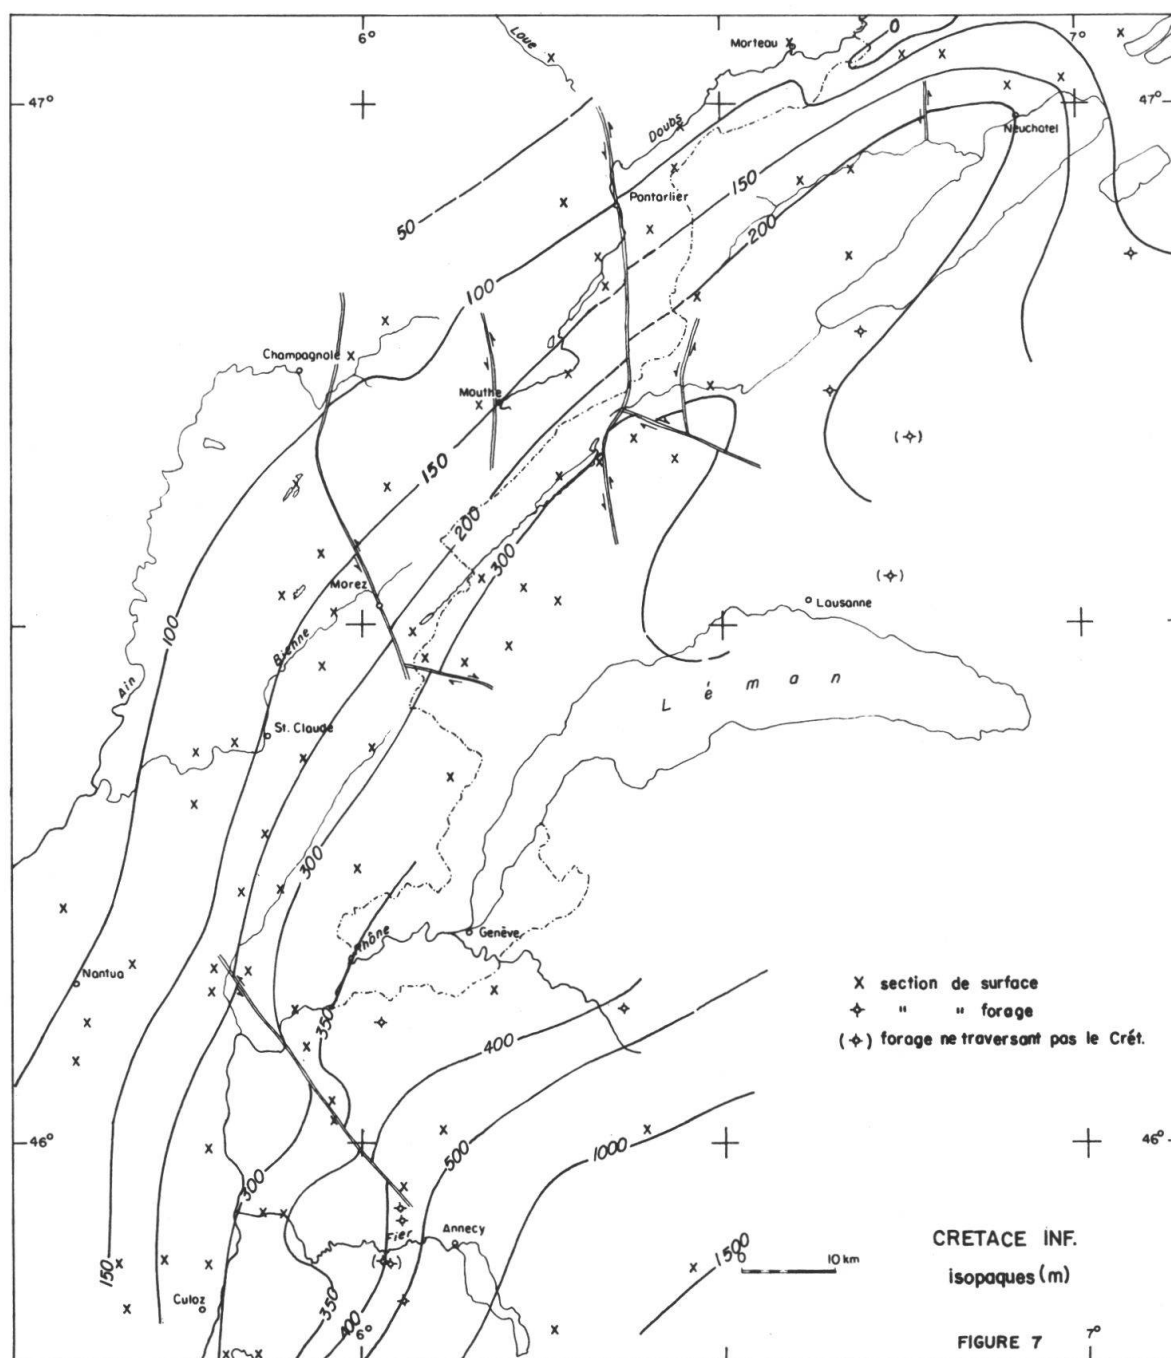 6°
7°
Loue
Morteau
0
47°
47°
Doubs
Neuchatel
50
150
Pontarlier
200
100
Champagnole
Mouthe
150
200
300
Morez
Lausanne
100
Bienne
Ain
Léman
St. Claude
300
Rhône
Genève
Nantua
x section de surface
" " forage
( ) forage ne traversant pas le Crét.
350
400
46°
46°
500
1000
300
Fier
Annecy
CRETACE INF.
1500
0
10 km
isopaques (m)
150
Culoz
350
400
6°
7°
FIGURE 7